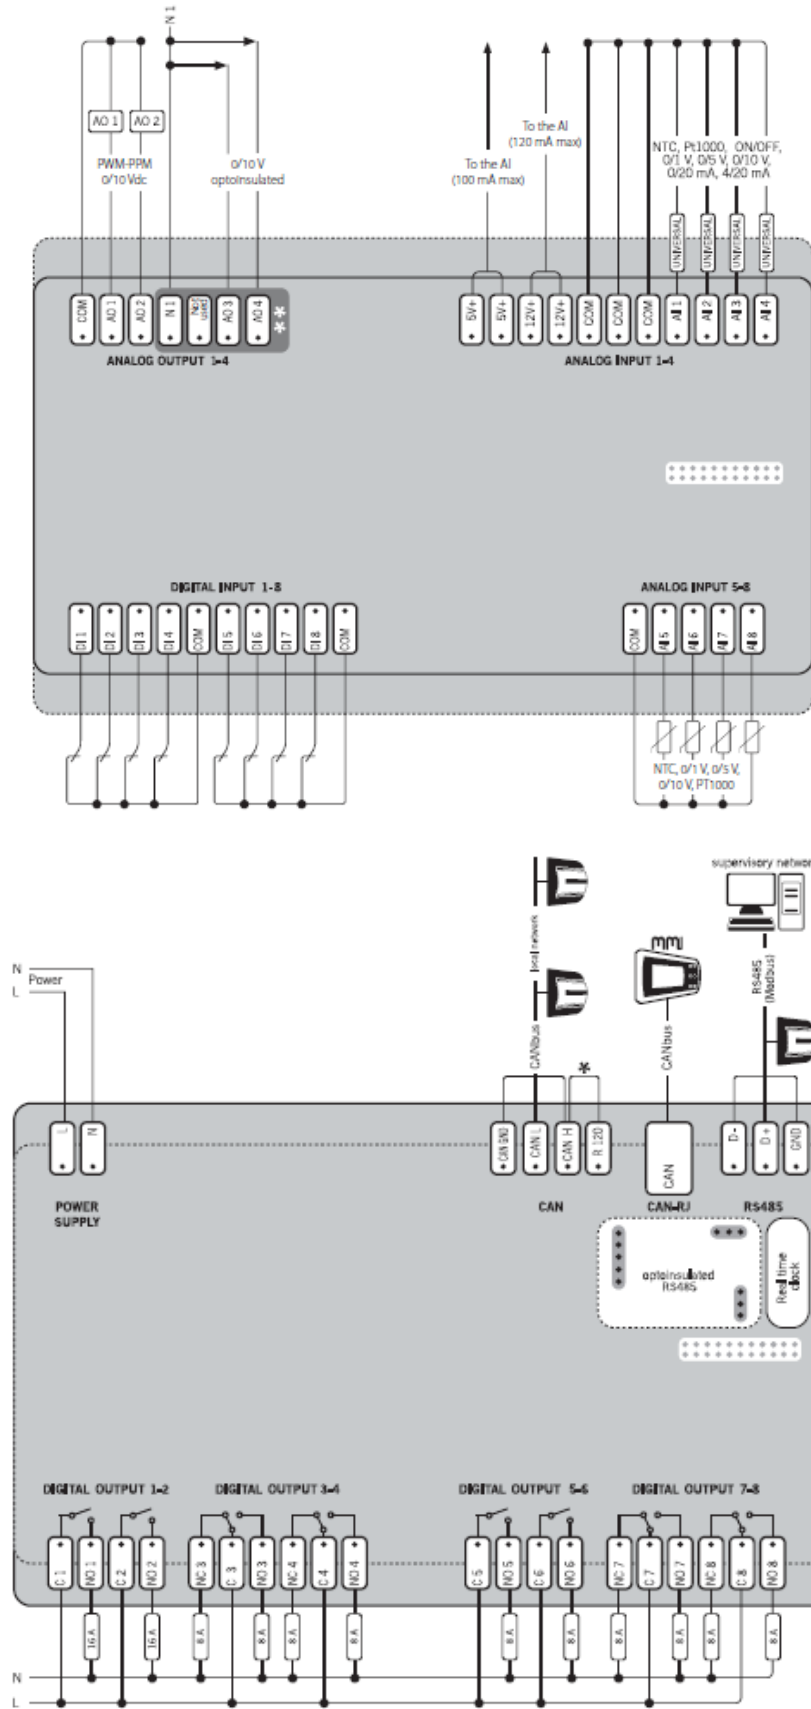 N 1
AO 1
AO 2
PWM-PPM
0/10 Vdc
0/10 V
optoinsulated
To the AI
(100 mA max)
To the AI
(120 mA max)
NTC, Pt1000, ON/OFF,
0/1 V, 0/5 V, 0/10 V,
0/20 mA, 4/20 mA
UNIVERSAL
UNIVERSAL
UNIVERSAL
UNIVERSAL
COM
AO 1
AO 2
N 1
Not
used
AO 3
AO 4
**
5V+
5V+
12V+
12V+
COM
COM
COM
AI 1
AI 2
AI 3
AI 4
ANALOG OUTPUT 1-4
ANALOG INPUT 1-4
DIGITAL INPUT 1-8
ANALOG INPUT 5-8
DI 1
DI 2
DI 3
DI 4
COM
DI 5
DI 6
DI 7
DI 8
COM
COM
AI 5
AI 6
AI 7
AI 8
NTC, 0/1 V, 0/5 V,
0/10 V, PT1000
supervisory networ
N
L
Power
local network
CANbus
CANbus
RS485
(Modbus)
*
L
N
CAN GND
CAN L
CAN H
R 120
CAN
D-
D+
GND
POWER
SUPPLY
CAN
CAN-RJ
RS485
optoinsulated
RS485
Real time
clock
DIGITAL OUTPUT 1-2
DIGITAL OUTPUT 3-4
DIGITAL OUTPUT 5-6
DIGITAL OUTPUT 7-8
C 1
NO 1
C 2
NO 2
NC 3
C 3
NO 3
NC 4
C 4
NO 4
C 5
NO 5
C 6
NO 6
NC 7
C 7
NO 7
NC 8
C 8
NO 8
16 A
16 A
8 A
8 A
8 A
8 A
8 A
8 A
8 A
8 A
8 A
8 A
N
L